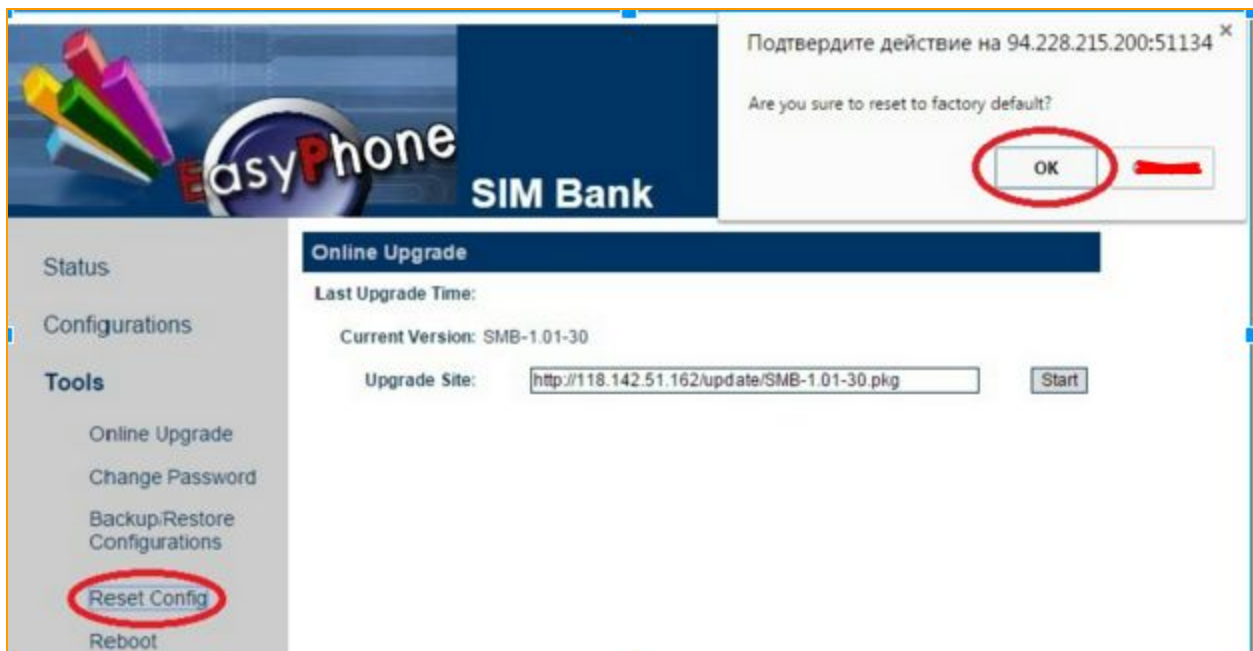 EasyPhone
SIM Bank
Подтвердите действие на 94.228.215.200:51134
×
Are you sure to reset to factory default?
OK
Status
Configurations
Tools
Online Upgrade
Change Password
Backup/Restore
Configurations
Reset Config
Reboot
Online Upgrade
Last Upgrade Time:
Current Version: SMB-1.01-30
Upgrade Site: http://118.142.51.162/update/SMB-1.01-30.pkg Start